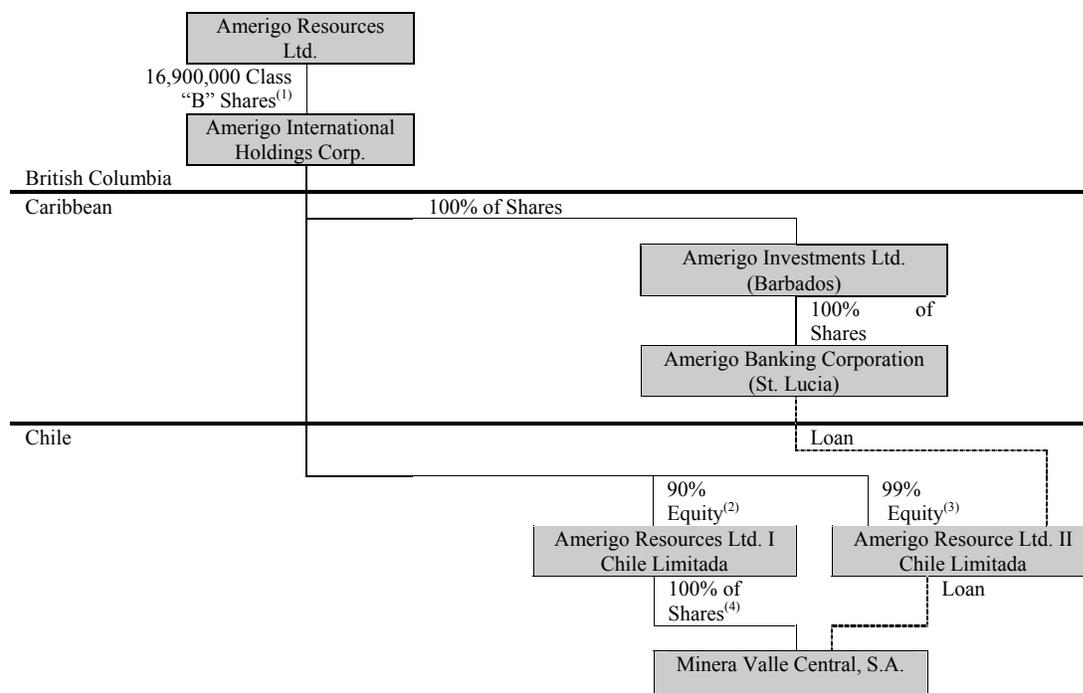 Amerigo Resources
Ltd.
16,900,000 Class
“B” Shares(1)
Amerigo International
Holdings Corp.
British Columbia
Caribbean
100% of Shares
Amerigo Investments Ltd.
(Barbados)
100% of
Shares
Amerigo Banking Corporation
(St. Lucia)
Chile
Loan
90%
Equity(2)
99%
Equity(3)
Amerigo Resources Ltd. I
Chile Limitada
Amerigo Resource Ltd. II
Chile Limitada
100% of
Shares(4)
Loan
Minera Valle Central, S.A.